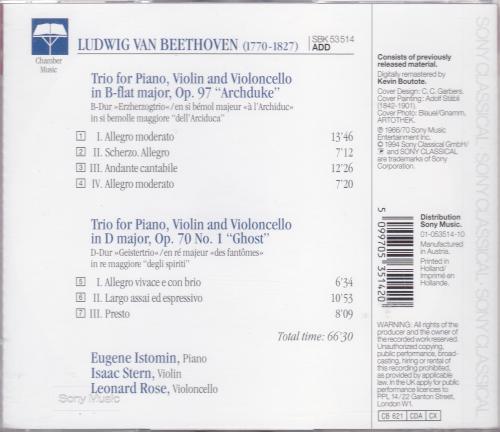 Chamber
Music
LUDWIG VAN BEETHOVEN (1770-1827)
SBK 53514
ADD
Trio for Piano, Violin and Violoncello
in B-flat major, Op. 97 “Archduke”
B-Dur »Erzherzogtrio«/en si bémol majeur «à l'Archiduc»
in si bemolle maggiore “dell'Arciduca”
1 I. Allegro moderato 13'46
2 II. Scherzo. Allegro 7'12
3 III. Andante cantabile 12'26
4 IV. Allegro moderato 7'20
Trio for Piano, Violin and Violoncello
in D major, Op. 70 No. 1 “Ghost”
D-Dur »Geistertrio«/en ré majeur «des fantômes»
in re maggiore “degli spiriti”
5 I. Allegro vivace e con brio 6'34
6 II. Largo assai ed espressivo 10'53
7 III. Presto 8'09
Total time: 66'30
Eugene Istomin, Piano
Isaac Stern, Violin
Leonard Rose, Violoncello
Sony Music
Consists of previously
released material.
Digitally remastered by
Kevin Boutote.
Cover Design: C. C. Garbers.
Cover Painting: Adolf Stäbli
(1842-1901).
Cover Photo: Blauel/Gnamm,
ARTOTHEK.
℗ 1966/70 Sony Music
Entertainment Inc.
© 1994 Sony Classical GmbH/
and SONY CLASSICAL
are trademarks of Sony
Corporation.
5 099705 351420
Distribution
Sony Music.
01-053514-10
Manufactured
in Austria.
Printed in
Holland/
Imprimé en
Hollande.
WARNING: All rights of the
producer and the owner of
the recorded work reserved.
Unauthorized copying,
public performance, broad-
casting, hiring or rental of
this recording prohibited,
as provided by applicable
law. In the UK apply for public
performance licences to
PPL 14/22 Ganton Street,
London W1.
CB 621 CDA CX
SONY CLASSICAL · SONY CLASSICAL · SONY CLASSICAL